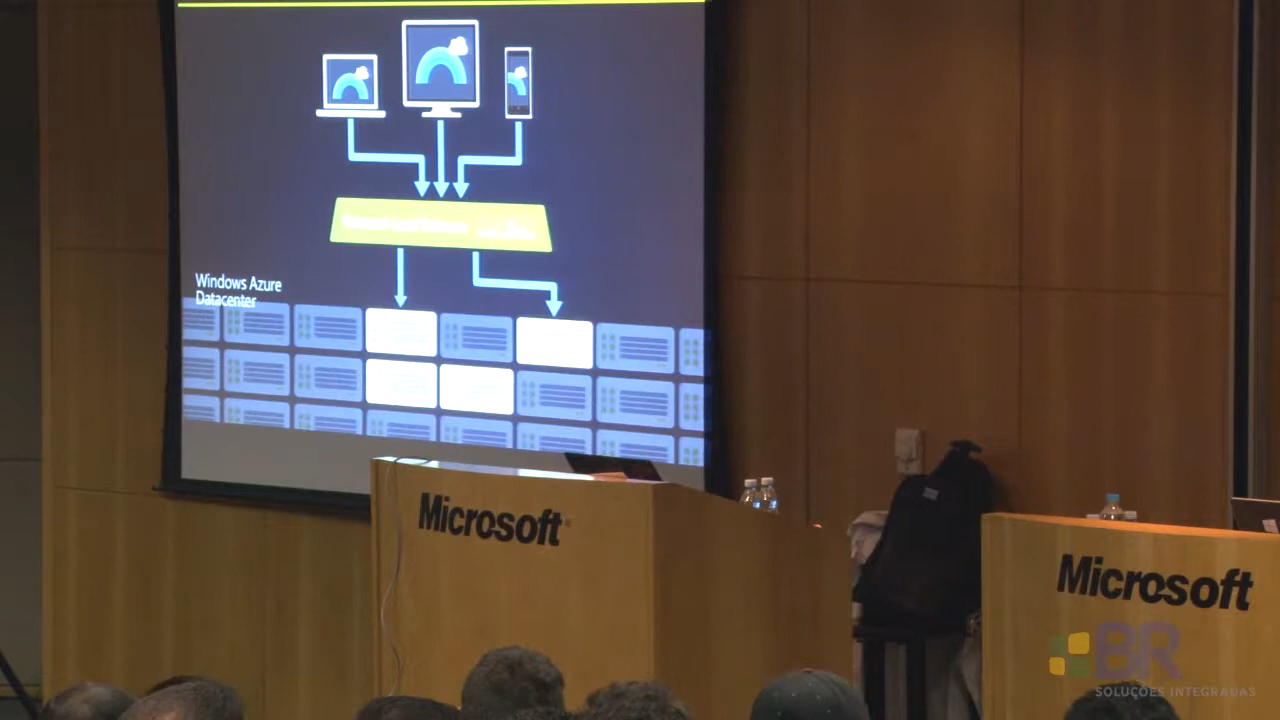 Windows Azure
Datacenter
Microsoft
Microsoft
BR
SOLUÇÕES INTEGRADAS